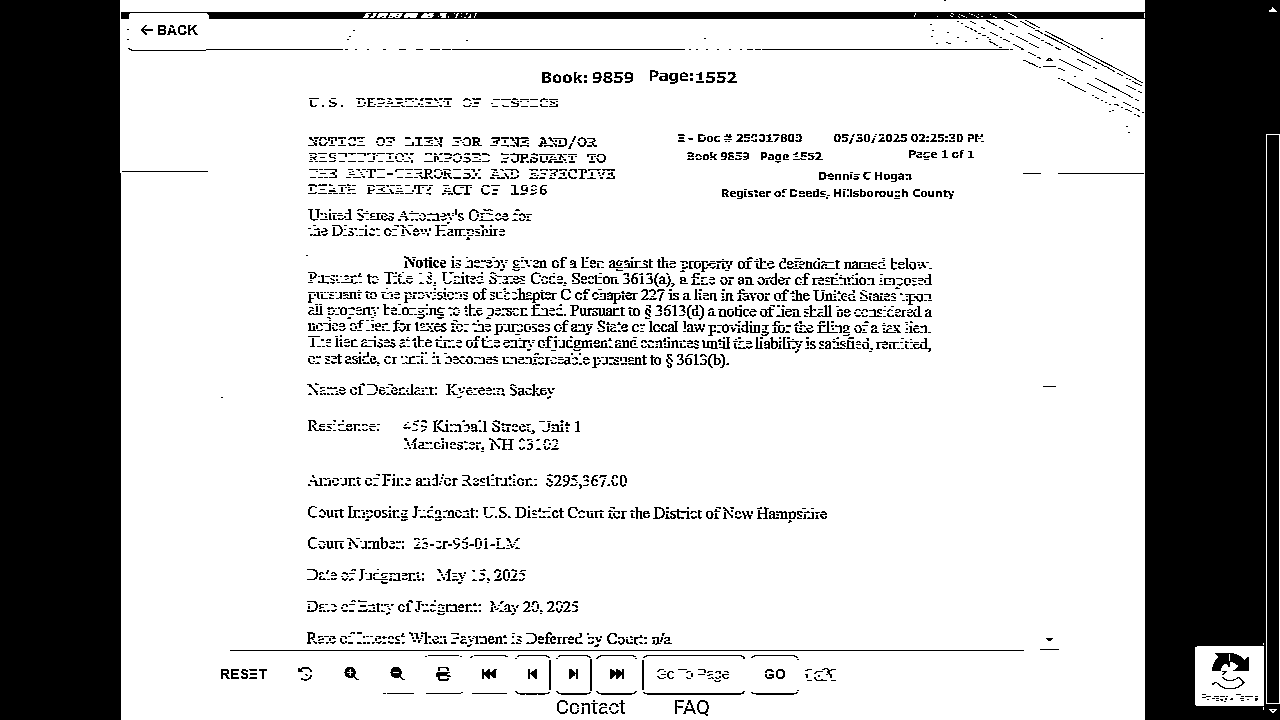 ← BACK
Book: 9859 Page:1552
U.S. DEPARTMENT OF JUSTICE
NOTICE OF LIEN FOR FINE AND/OR
RESTITUTION IMPOSED PURSUANT TO
THE ANTI-TERRORISM AND EFFECTIVE
DEATH PENALTY ACT OF 1996
E - Doc # 250017800 05/30/2025 02:25:30 PM
Book 9859 Page 1552 Page 1 of 1
Dennis C Hogan
Register of Deeds, Hillsborough County
United States Attorney's Office for
the District of New Hampshire
Notice is hereby given of a lien against the property of the defendant named below.
Pursuant to Title 18, United States Code, Section 3613(a), a fine or an order of restitution imposed
pursuant to the provisions of subchapter C of chapter 227 is a lien in favor of the United States upon
all property belonging to the person fined. Pursuant to § 3613(d) a notice of lien shall be considered a
notice of lien for taxes for the purposes of any State or local law providing for the filing of a tax lien.
The lien arises at the time of the entry of judgment and continues until the liability is satisfied, remitted,
or set aside, or until it becomes unenforceable pursuant to § 3613(b).
Name of Defendant: Kyereem Sackey
Residence: 459 Kimball Street, Unit 1
Manchester, NH 03102
Amount of Fine and/or Restitution: $295,367.00
Court Imposing Judgment: U.S. District Court for the District of New Hampshire
Court Number: 23-cr-95-01-LM
Date of Judgment: May 15, 2025
Date of Entry of Judgment: May 20, 2025
Rate of Interest When Payment is Deferred by Court: n/a
RESET Go To Page GO
Contact FAQ
Privacy - Terms